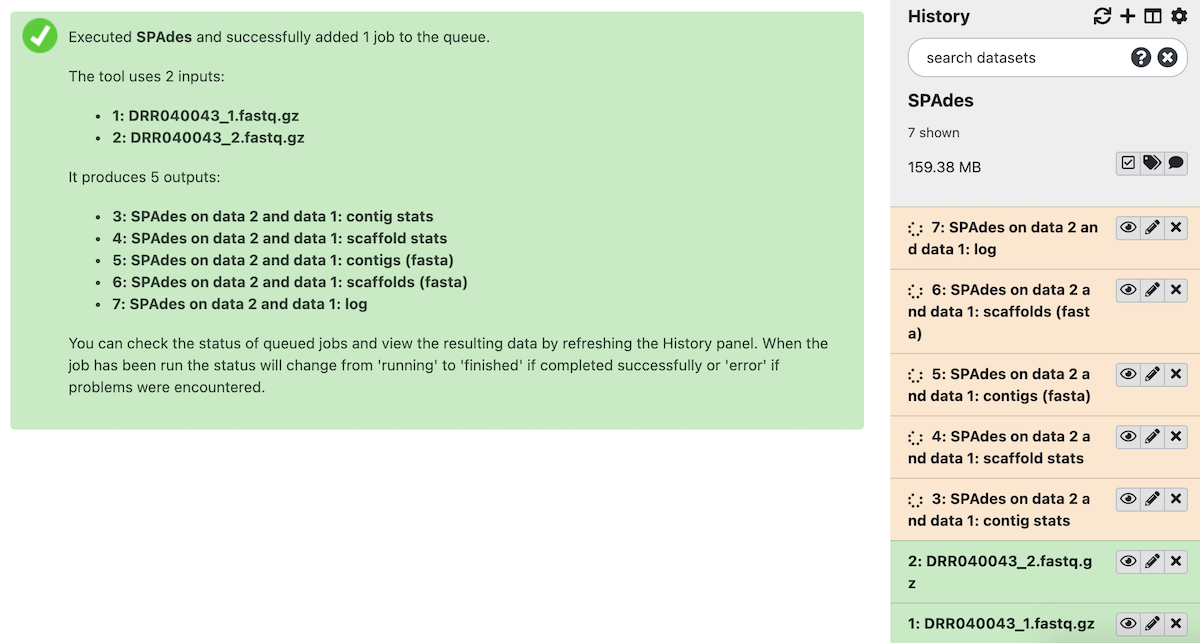 Executed SPAdes and successfully added 1 job to the queue.
The tool uses 2 inputs:
• 1: DRR040043_1.fastq.gz
• 2: DRR040043_2.fastq.gz
It produces 5 outputs:
• 3: SPAdes on data 2 and data 1: contig stats
• 4: SPAdes on data 2 and data 1: scaffold stats
• 5: SPAdes on data 2 and data 1: contigs (fasta)
• 6: SPAdes on data 2 and data 1: scaffolds (fasta)
• 7: SPAdes on data 2 and data 1: log
You can check the status of queued jobs and view the resulting data by refreshing the History panel. When the
job has been run the status will change from 'running' to 'finished' if completed successfully or 'error' if
problems were encountered.
History
search datasets
SPAdes
7 shown
159.38 MB
7: SPAdes on data 2 an
d data 1: log
6: SPAdes on data 2 a
nd data 1: scaffolds (fast
a)
5: SPAdes on data 2 a
nd data 1: contigs (fasta)
4: SPAdes on data 2 a
nd data 1: scaffold stats
3: SPAdes on data 2 a
nd data 1: contig stats
2: DRR040043_2.fastq.g
z
1: DRR040043_1.fastq.gz